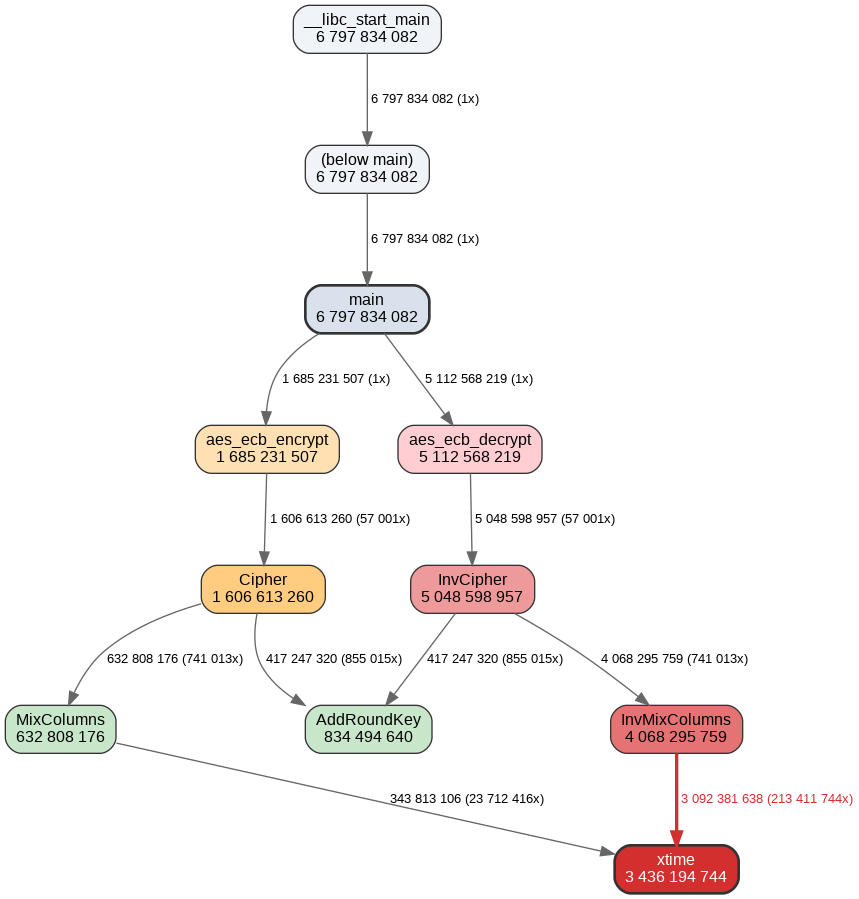 __libc_start_main
6 797 834 082
6 797 834 082 (1x)
(below main)
6 797 834 082
6 797 834 082 (1x)
main
6 797 834 082
1 685 231 507 (1x)
5 112 568 219 (1x)
aes_ecb_encrypt
1 685 231 507
aes_ecb_decrypt
5 112 568 219
1 606 613 260 (57 001x)
5 048 598 957 (57 001x)
Cipher
1 606 613 260
InvCipher
5 048 598 957
632 808 176 (741 013x)
417 247 320 (855 015x)
417 247 320 (855 015x)
4 068 295 759 (741 013x)
MixColumns
632 808 176
AddRoundKey
834 494 640
InvMixColumns
4 068 295 759
343 813 106 (23 712 416x)
3 092 381 638 (213 411 744x)
xtime
3 436 194 744